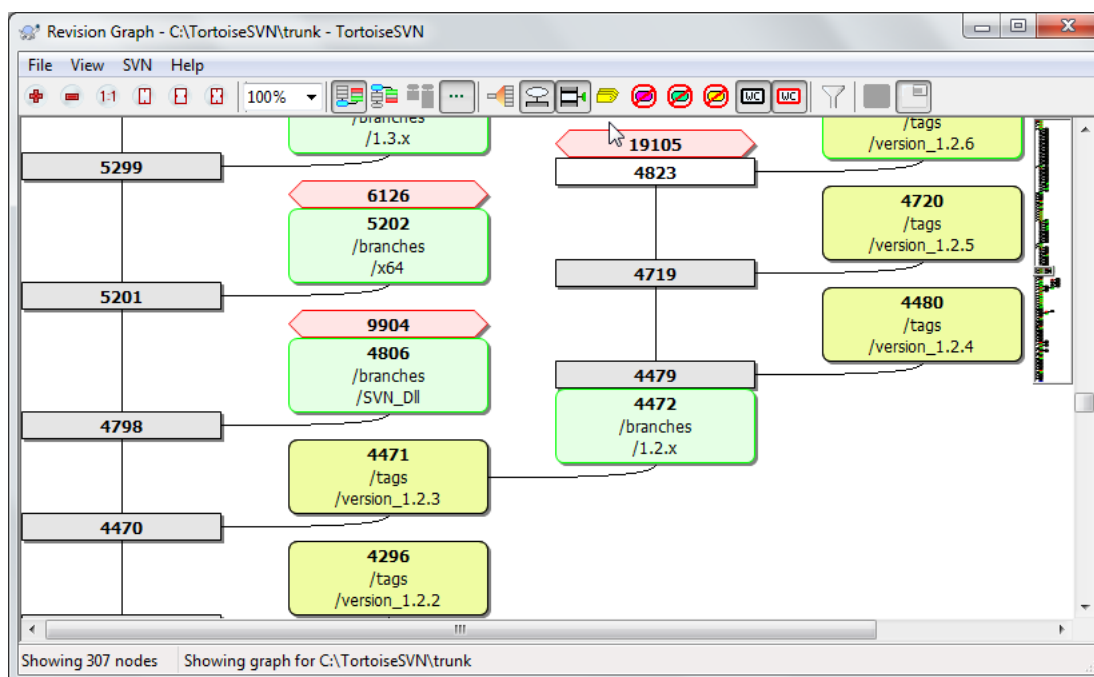 Revision Graph - C:\TortoiseSVN\trunk - TortoiseSVN
File View SVN Help
1:1 100% WC WC
/branches
/1.3.x
5299
6126
5202
/branches
/x64
5201
9904
4806
/branches
/SVN_Dll
4798
4471
/tags
/version_1.2.3
4470
4296
/tags
/version_1.2.2
19105
4823
4719
4479
4472
/branches
/1.2.x
/tags
/version_1.2.6
4720
/tags
/version_1.2.5
4480
/tags
/version_1.2.4
Showing 307 nodes Showing graph for C:\TortoiseSVN\trunk